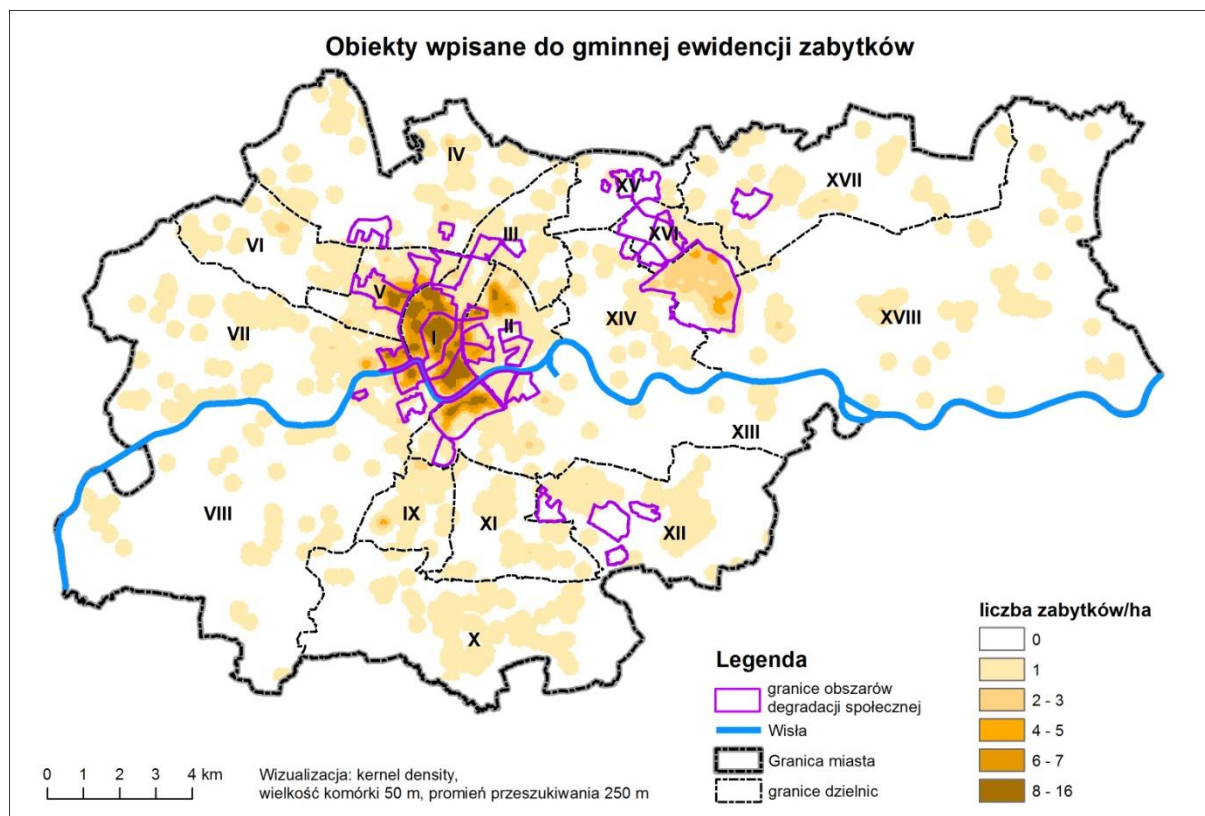 Obiekty wpisane do gminnej ewidencji zabytków
IV
XV
XVII
III
XVI
VI
V
VII
I
II
XIV
XVIII
XIII
VIII
IX
XI
XII
X
Legenda
granice obszarów
degradacji społecznej
Wisła
Granica miasta
granice dzielnic
liczba zabytków/ha
0
1
2 - 3
4 - 5
6 - 7
8 - 16
0 1 2 3 4 km
Wizualizacja: kernel density,
wielkość komórki 50 m, promień przeszukiwania 250 m